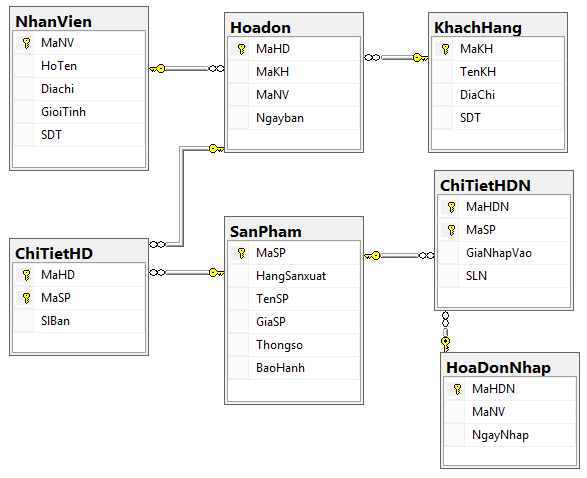 NhanVien
MaNV
HoTen
Diachi
GioiTinh
SDT
Hoadon
MaHD
MaKH
MaNV
Ngayban
KhachHang
MaKH
TenKH
DiaChi
SDT
ChiTietHD
MaHD
MaSP
SlBan
SanPham
MaSP
HangSanxuat
TenSP
GiaSP
Thongso
BaoHanh
ChiTietHDN
MaHDN
MaSP
GiaNhapVao
SLN
HoaDonNhap
MaHDN
MaNV
NgayNhap